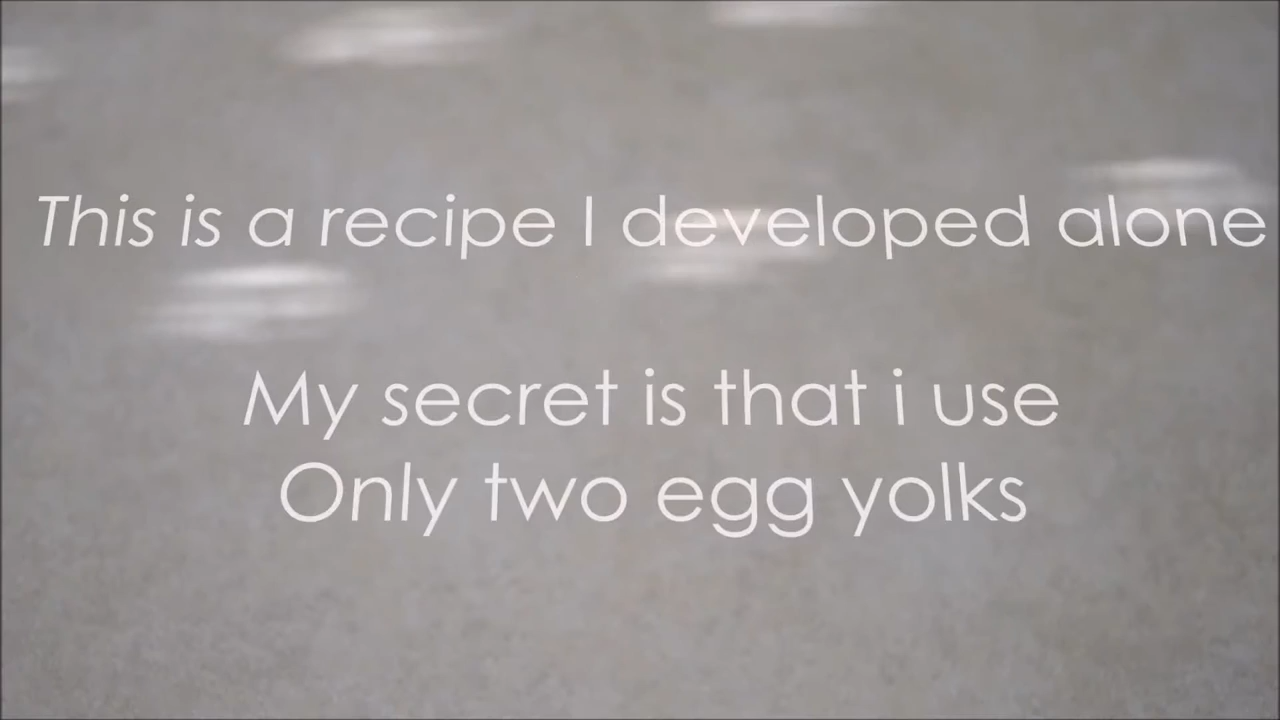 This is a recipe I developed alone
My secret is that i use
Only two egg yolks